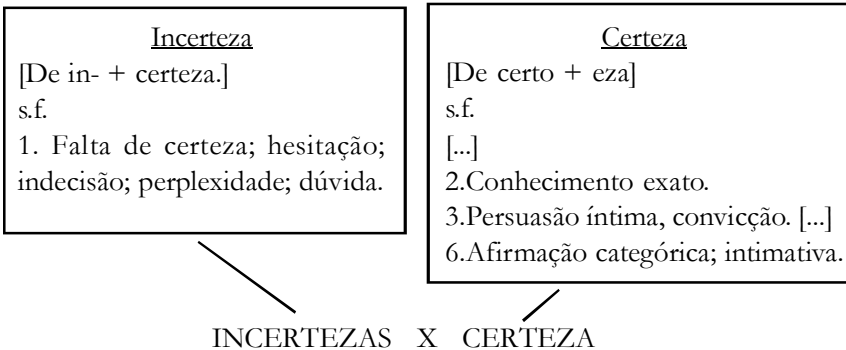 Incerteza
[De in- + certeza.]
s.f.
1. Falta de certeza; hesitação;
indecisão; perplexidade; dúvida.
Certeza
[De certo + eza]
s.f.
[...]
2.Conhecimento exato.
3.Persuasão íntima, convicção. [...]
6.Afirmação categórica; intimativa.
INCERTEZAS X CERTEZA